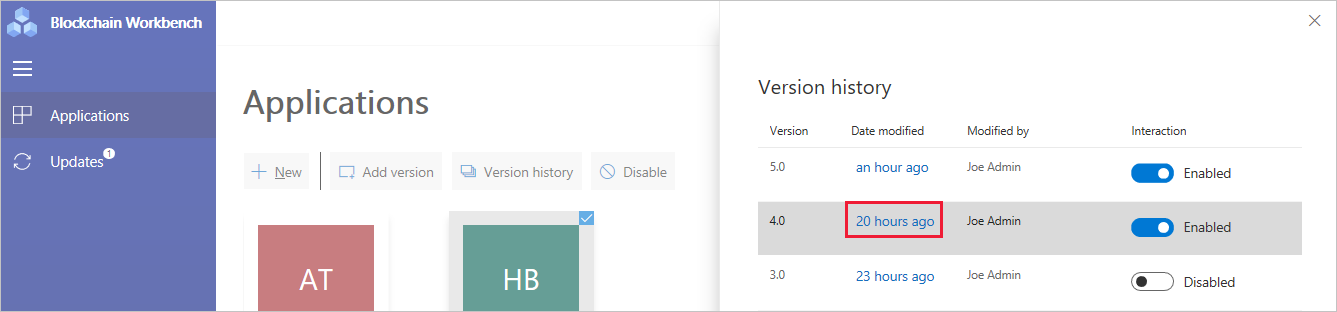 Blockchain Workbench
Applications
Updates 1
Applications
New Add version Version history Disable
AT HB
Version history
Version Date modified Modified by Interaction
5.0 an hour ago Joe Admin Enabled
4.0 20 hours ago Joe Admin Enabled
3.0 23 hours ago Joe Admin Disabled